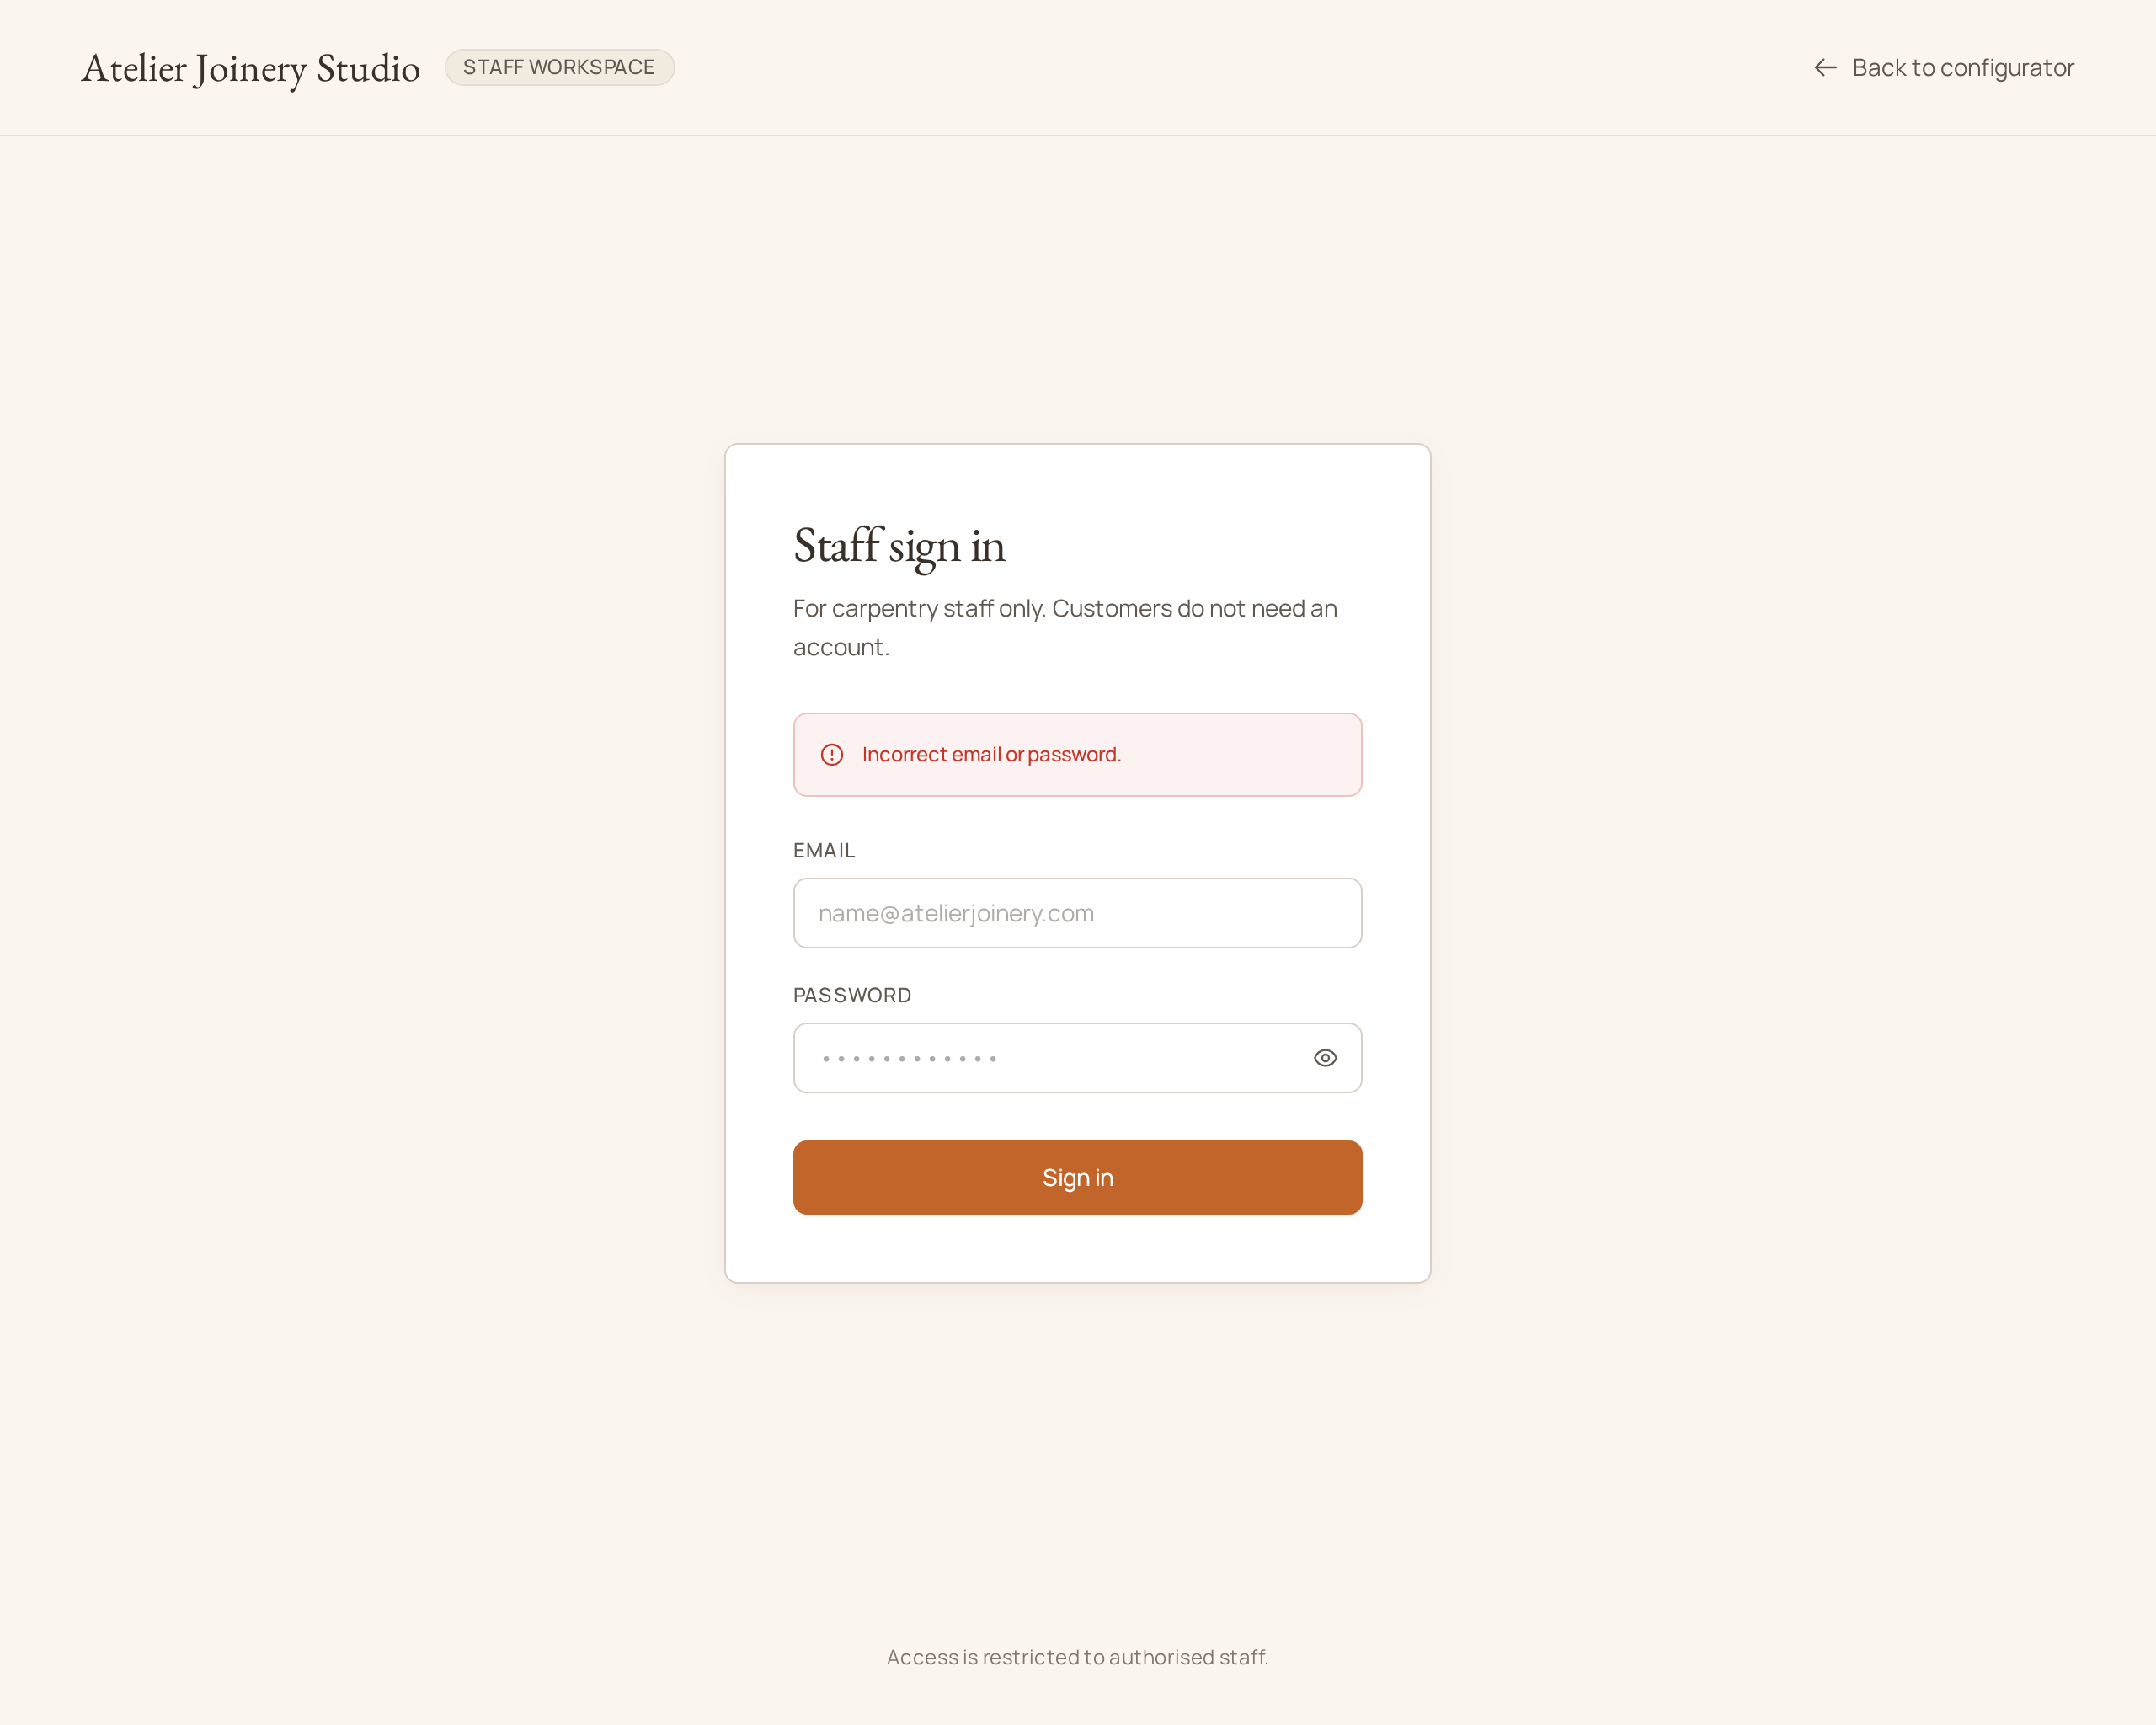 Atelier Joinery Studio
STAFF WORKSPACE
Back to configurator
Staff sign in
For carpentry staff only. Customers do not need an
account.
Incorrect email or password.
EMAIL
name@atelierjoinery.com
PASSWORD
••••••••••••
Sign in
Access is restricted to authorised staff.